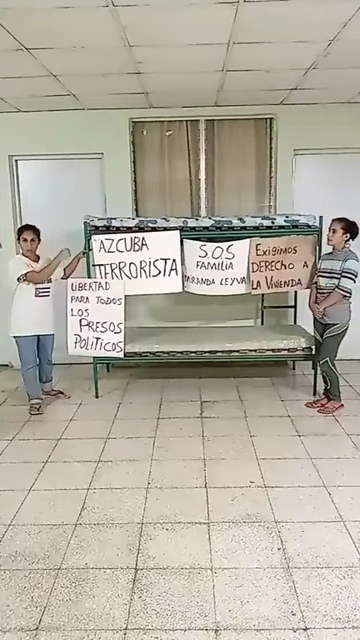 AZCUBA
TERRORISTA
S.O.S
FAMILIA
MIRANDA LEYVA
EXIGIMOS
DERECHO A
LA VIVIENDA
LIBERTAD
PARA TODOS
LOS
PRESOS
POLITICOS